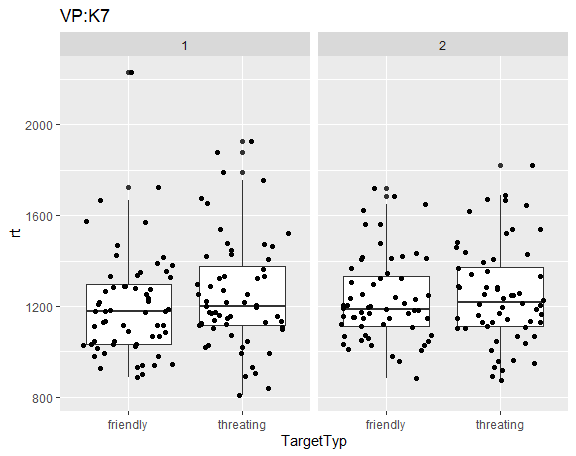 VP:K7
1 2
rt
2000
1600
1200
800
friendly threating friendly threating
TargetTyp